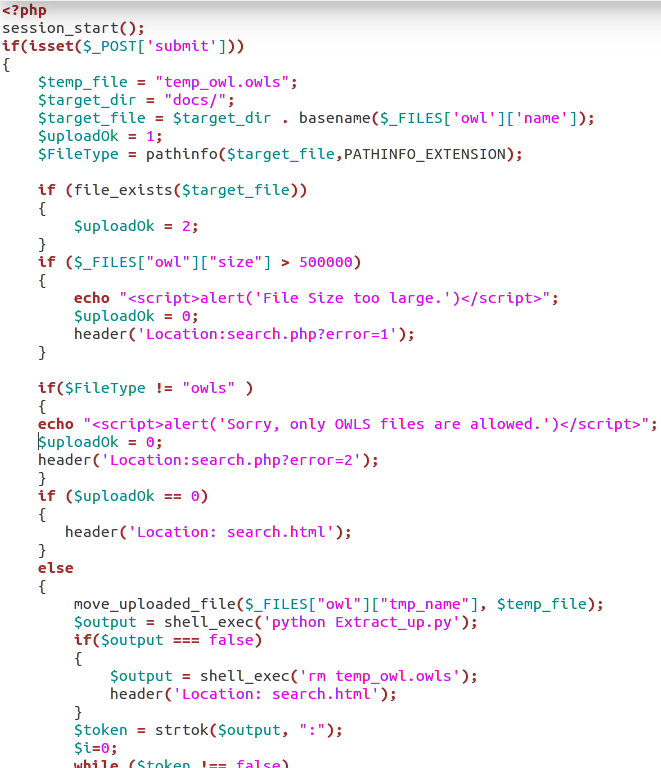 <?php
session_start();
if(isset($_POST['submit']))
{
    $temp_file = "temp_owl.owls";
    $target_dir = "docs/";
    $target_file = $target_dir . basename($_FILES['owl']['name']);
    $uploadOk = 1;
    $FileType = pathinfo($target_file,PATHINFO_EXTENSION);

    if (file_exists($target_file))
    {
        $uploadOk = 2;
    }
    if ($_FILES["owl"]["size"] > 500000)
    {
        echo "<script>alert('File Size too large.')</script>";
        $uploadOk = 0;
        header('Location:search.php?error=1');
    }

    if($FileType != "owls" )
    {
    echo "<script>alert('Sorry, only OWLS files are allowed.')</script>";
    $uploadOk = 0;
    header('Location:search.php?error=2');
    }
    if ($uploadOk == 0)
    {
       header('Location: search.html');
    }
    else
    {
        move_uploaded_file($_FILES["owl"]["tmp_name"], $temp_file);
        $output = shell_exec('python Extract_up.py');
        if($output === false)
        {
            $output = shell_exec('rm temp_owl.owls');
            header('Location: search.html');
        }
        $token = strtok($output, ":");
        $i=0;
        while ($token !== false)